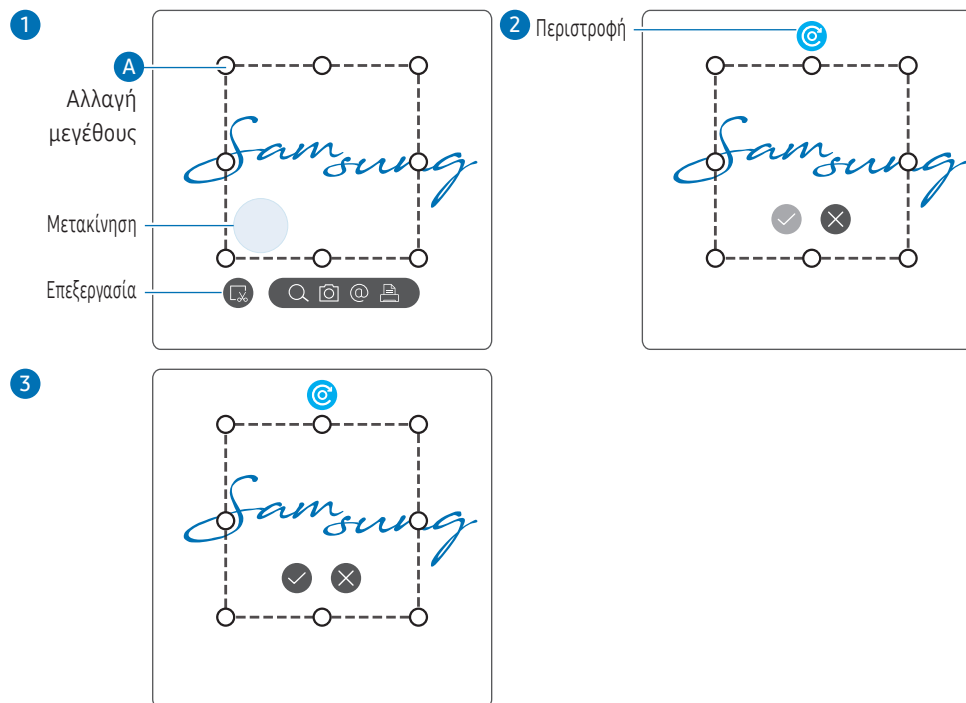 1
A
Αλλαγή
μεγέθους
Samsung
Μετακίνηση
Επεξεργασία
@
2 Περιστροφή
Samsung
3
Samsung